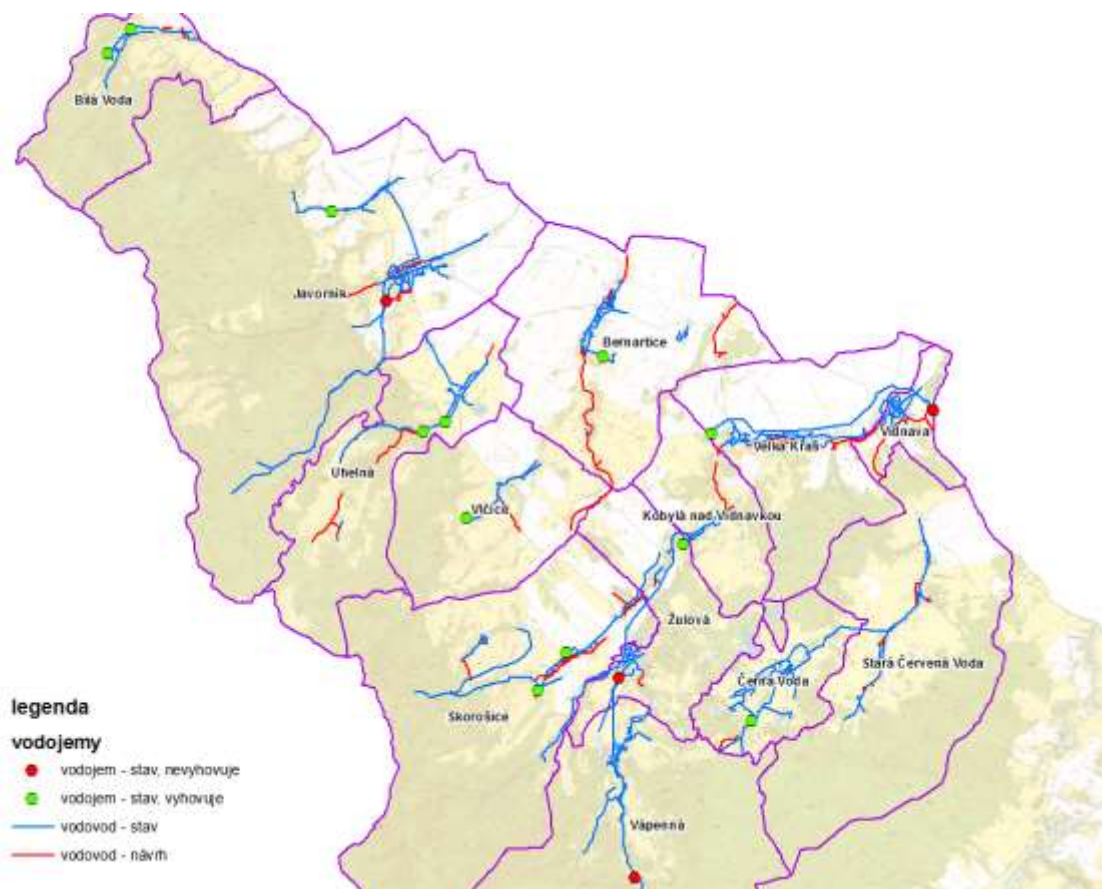 Bílá Voda
Javorník
Bernartice
Velká Kraš
Vidnava
Uhelná
Vlčice
Kobylá nad Vidnavkou
Žulová
Stará Červená Voda
Černá Voda
Skorošice
Vápenná
legenda
vodojemy
vodojem - stav, nevyhovuje
vodojem - stav, vyhovuje
vodovod - stav
vodovod - návrh